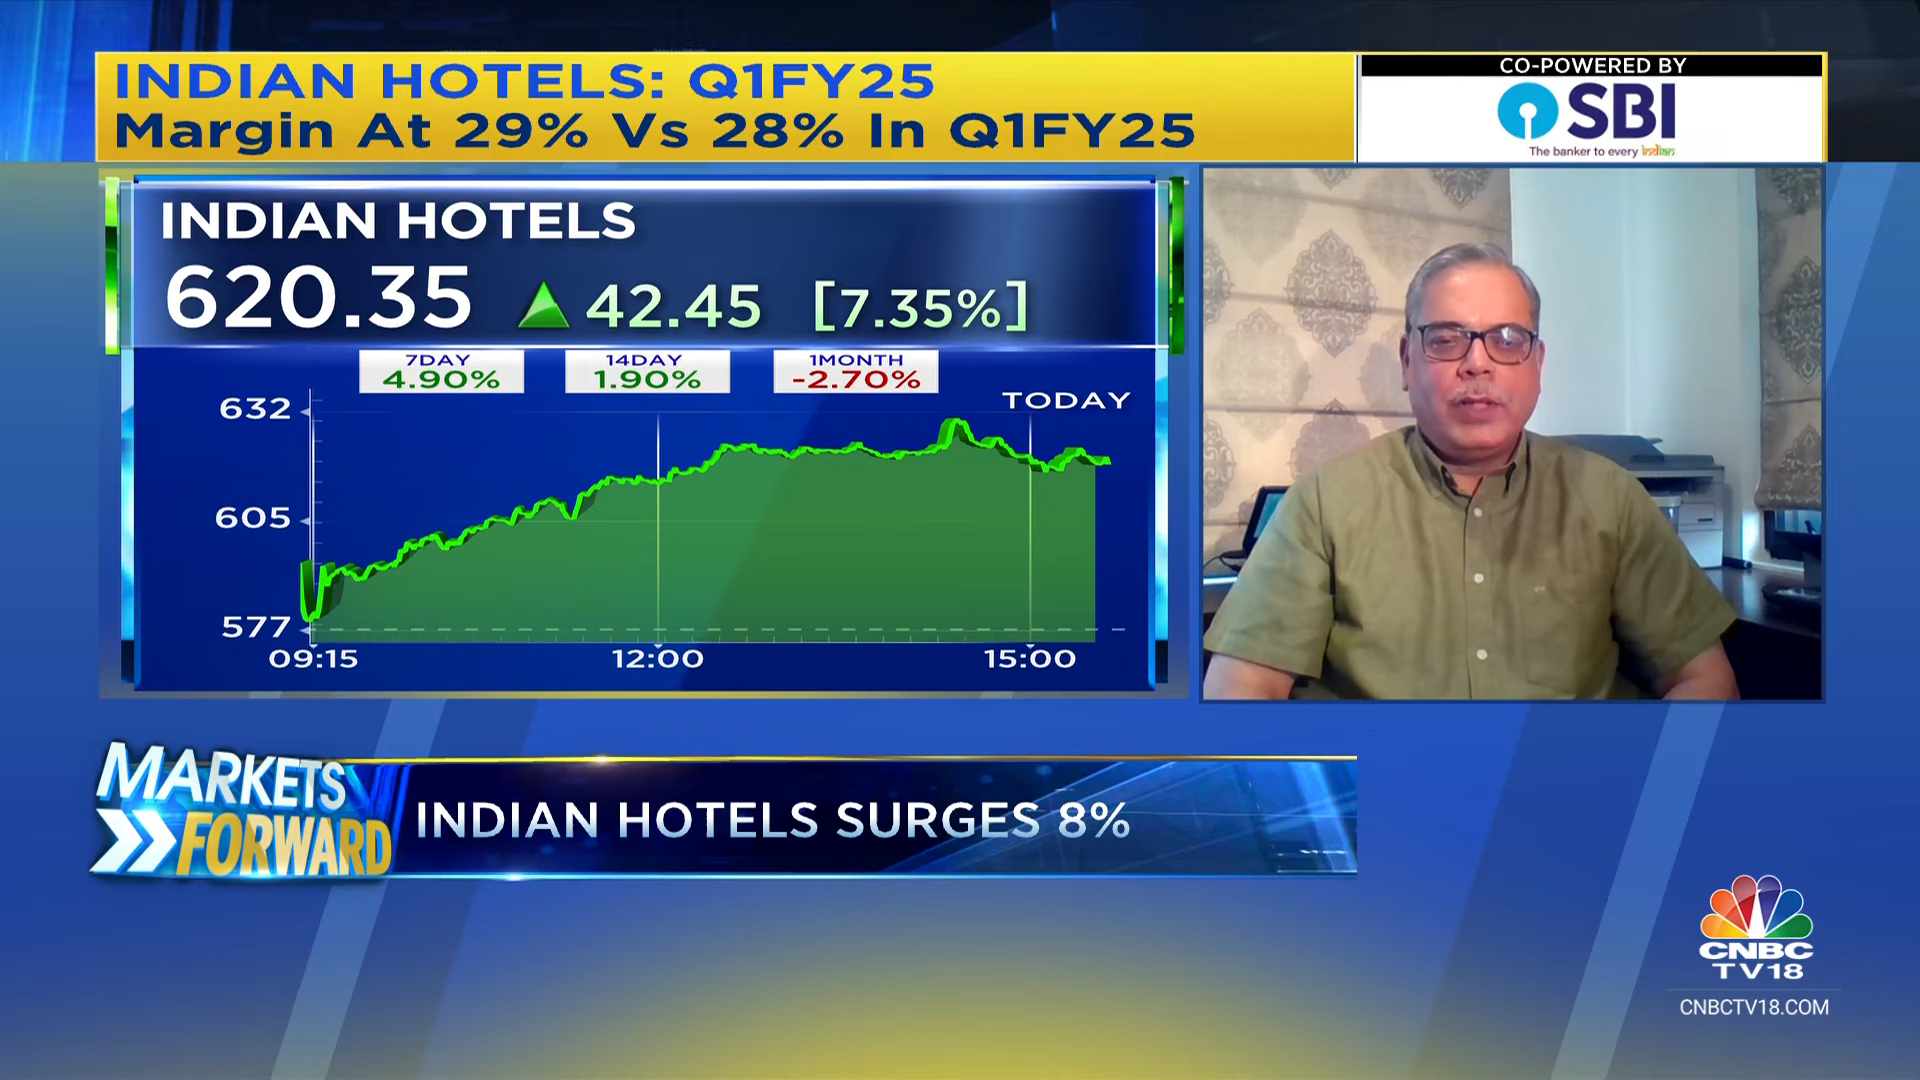 INDIAN HOTELS: Q1FY25
Margin At 29% Vs 28% In Q1FY25
CO-POWERED BY
SBI
The banker to every indian
INDIAN HOTELS
620.35 ▲ 42.45 [7.35%]
7DAY
4.90%
14DAY
1.90%
1MONTH
-2.70%
TODAY
632
605
577
09:15 12:00 15:00
MARKETS
FORWARD
INDIAN HOTELS SURGES 8%
CNBC
TV18
CNBCTV18.COM